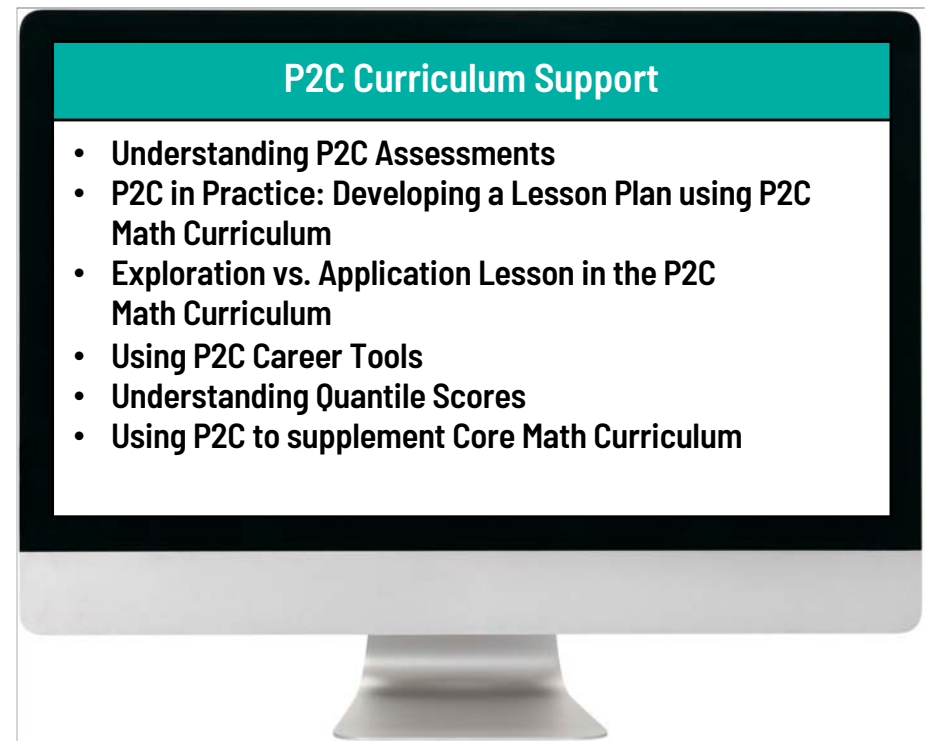 P2C Curriculum Support
• Understanding P2C Assessments
• P2C in Practice: Developing a Lesson Plan using P2C
Math Curriculum
• Exploration vs. Application Lesson in the P2C
Math Curriculum
• Using P2C Career Tools
• Understanding Quantile Scores
• Using P2C to supplement Core Math Curriculum